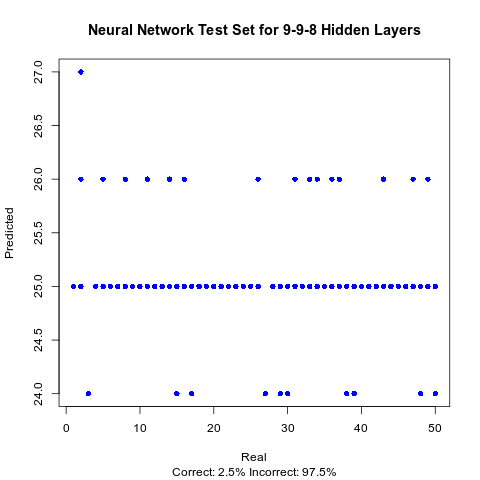 Neural Network Test Set for 9-9-8 Hidden Layers
Predicted
27.0
26.5
26.0
25.5
25.0
24.5
24.0
0 10 20 30 40 50
Real
Correct: 2.5% Incorrect: 97.5%